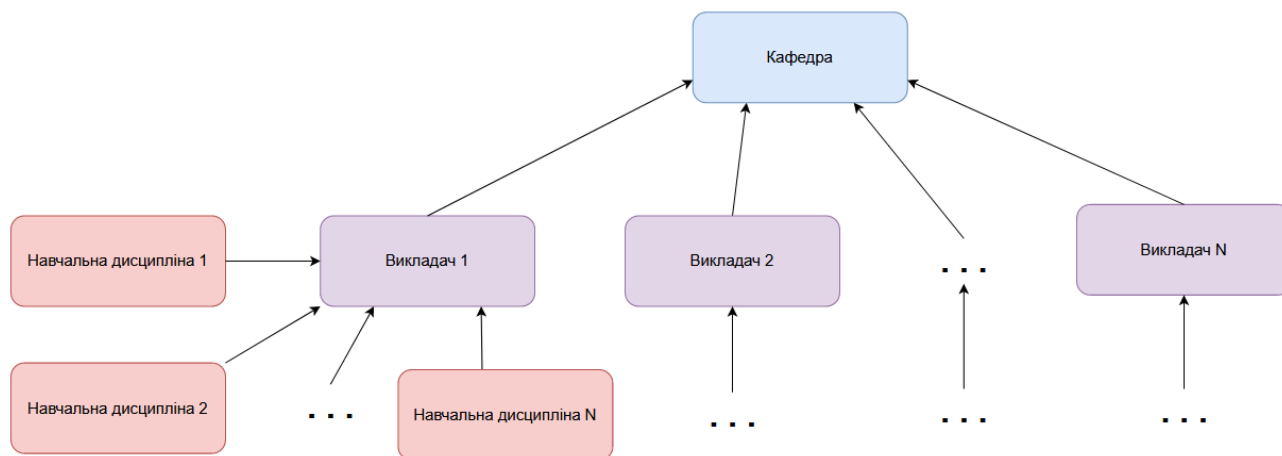 Кафедра
Навчальна дисципліна 1
Викладач 1
Викладач 2
. . .
Викладач N
Навчальна дисципліна 2
. . .
Навчальна дисципліна N
. . .
. . .
. . .